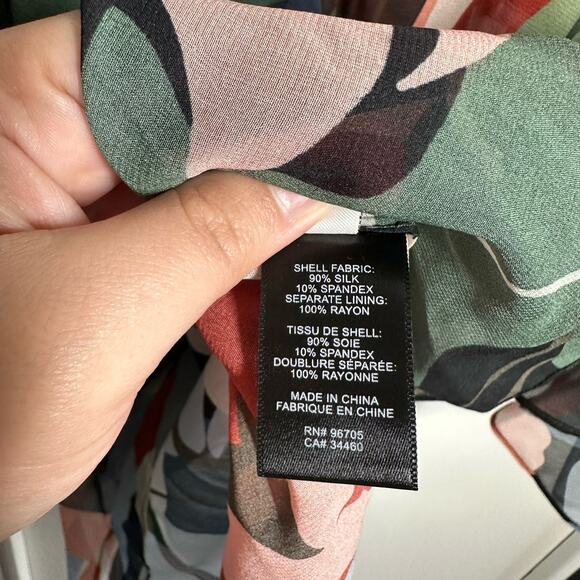 SHELL FABRIC:
90% SILK
10% SPANDEX
SEPARATE LINING:
100% RAYON
TISSU DE SHELL:
90% SOIE
10% SPANDEX
DOUBLURE SÉPARÉE:
100% RAYONNE
MADE IN CHINA
FABRIQUE EN CHINE
RN# 96705
CA# 34460